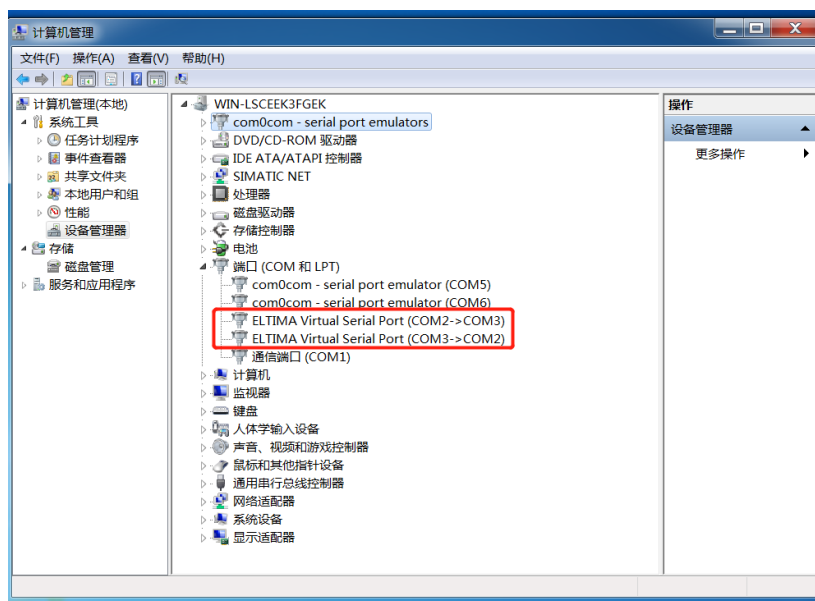 计算机管理
文件(F) 操作(A) 查看(V) 帮助(H)
计算机管理(本地)
系统工具
任务计划程序
事件查看器
共享文件夹
本地用户和组
性能
设备管理器
存储
磁盘管理
服务和应用程序
WIN-LSCEEK3FGEK
com0com - serial port emulators
DVD/CD-ROM 驱动器
IDE ATA/ATAPI 控制器
SIMATIC NET
处理器
磁盘驱动器
存储控制器
电池
端口 (COM 和 LPT)
com0com - serial port emulator (COM5)
com0com - serial port emulator (COM6)
ELTIMA Virtual Serial Port (COM2->COM3)
ELTIMA Virtual Serial Port (COM3->COM2)
通信端口 (COM1)
计算机
监视器
键盘
人体学输入设备
声音、视频和游戏控制器
鼠标和其他指针设备
通用串行总线控制器
网络适配器
系统设备
显示适配器
操作
设备管理器
更多操作